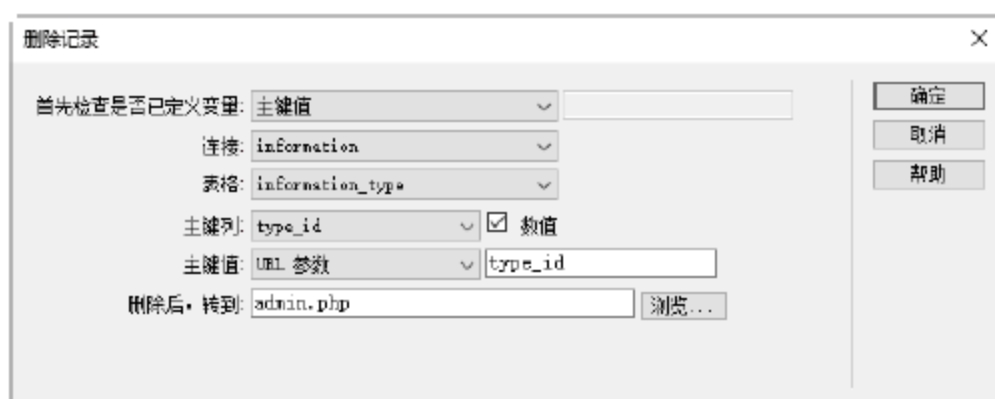 删除记录
首先检查是否已定义变量: 主键值
确定
连接: information
取消
表格: information_type
帮助
主键列: type_id 数值
主键值: URL 参数 type_id
删除后，转到: admin.php 浏览...